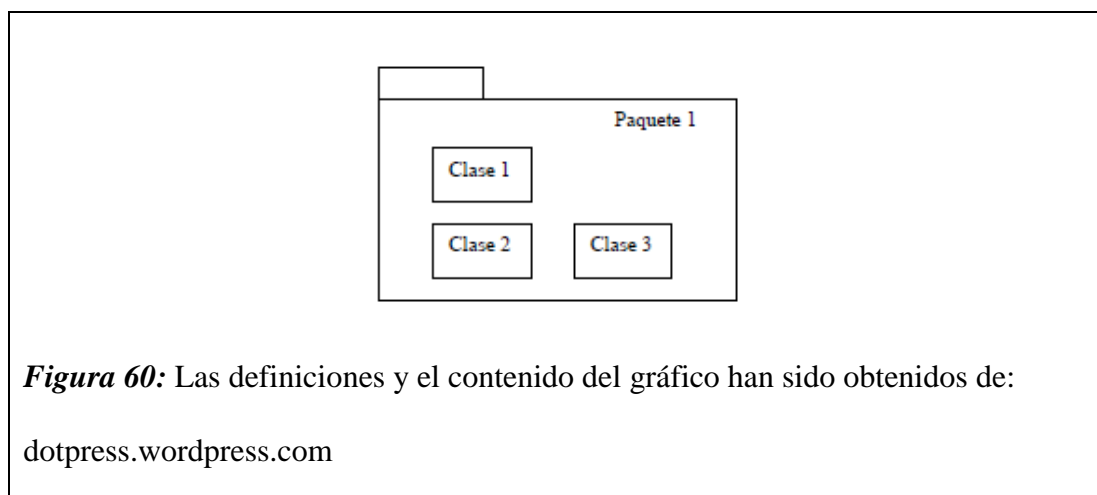 Paquete 1
Clase 1
Clase 2 Clase 3
Figura 60: Las definiciones y el contenido del gráfico han sido obtenidos de:
dotpress.wordpress.com